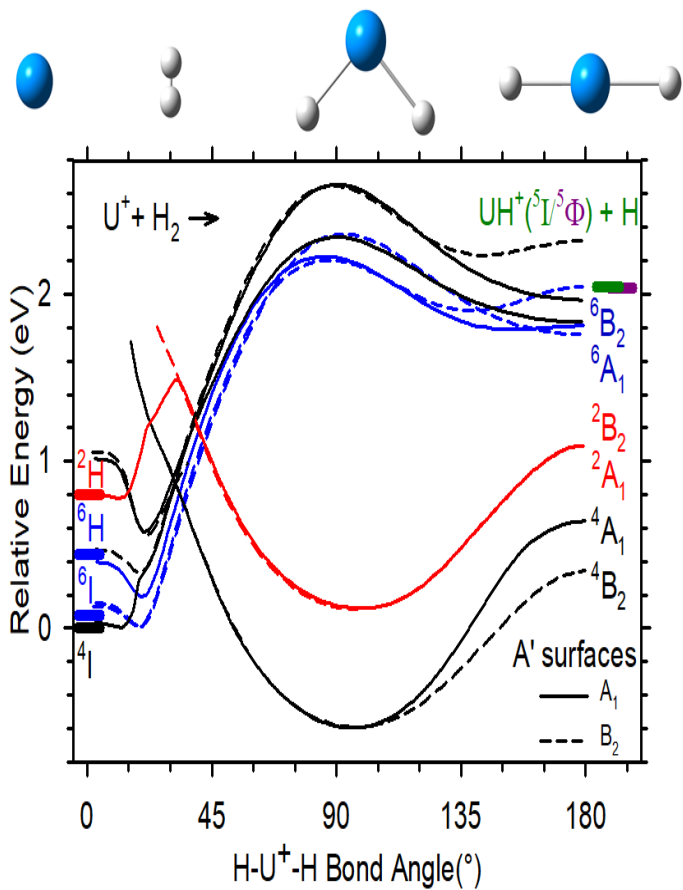 U⁺+ H₂ →
UH⁺(⁵I/⁵Φ) + H
Relative Energy (eV)
2
1
0
²H
⁶H
⁶I
⁴I
⁶B₂
⁶A₁
²B₂
²A₁
⁴A₁
⁴B₂
A' surfaces
A₁
B₂
0 45 90 135 180
H-U⁺-H Bond Angle(°)